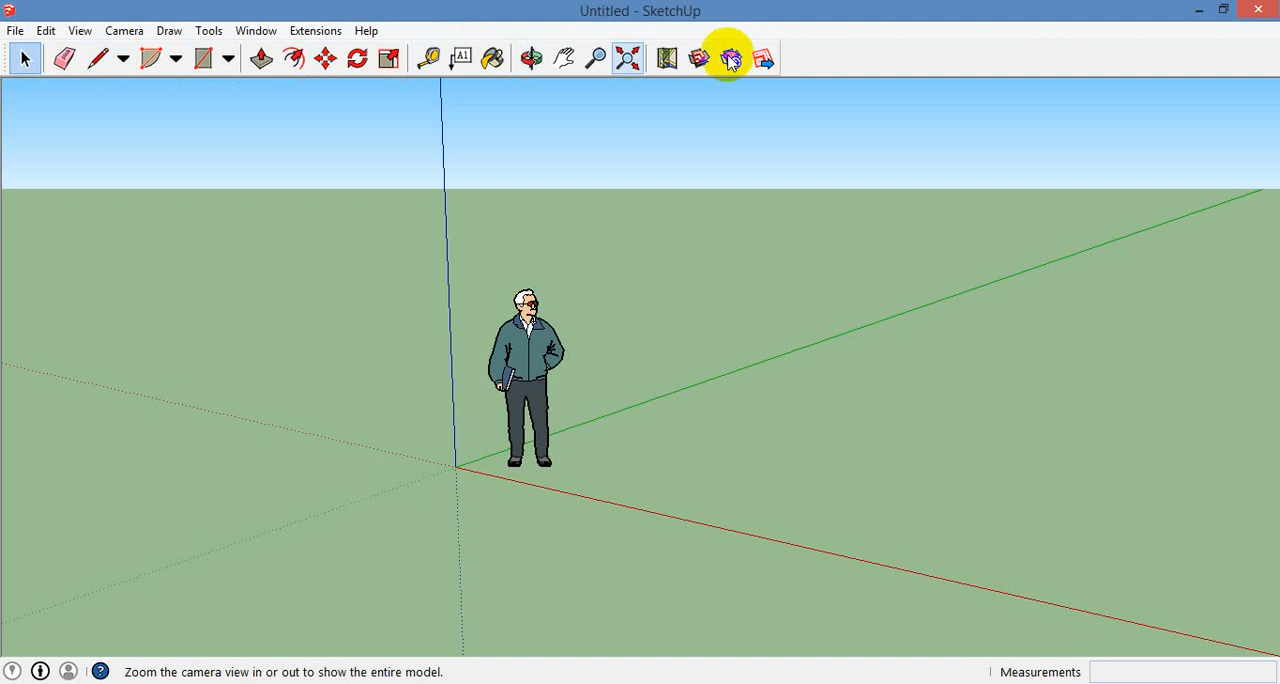 Untitled - SketchUp
File Edit View Camera Draw Tools Window Extensions Help
A1
Zoom the camera view in or out to show the entire model.
Measurements